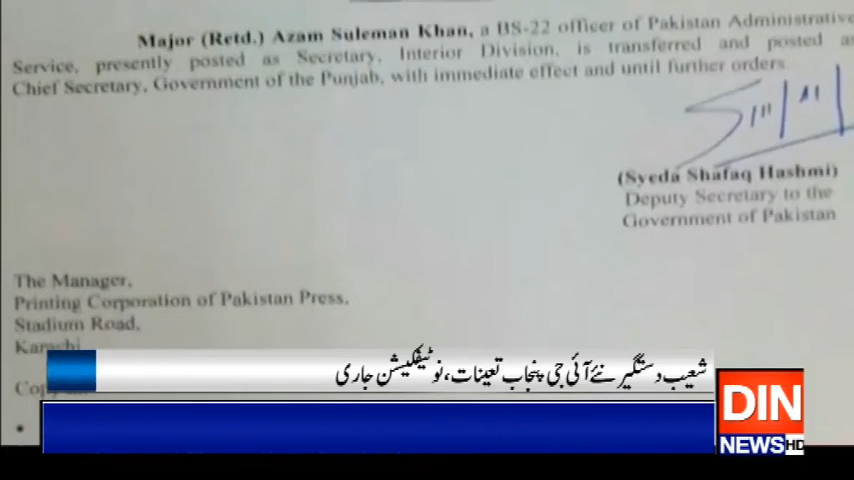 Major (Retd.) Azam Suleman Khan, a BS-22 officer of Pakistan Administrative
Service, presently posted as Secretary, Interior Division, is transferred and posted as
Chief Secretary, Government of the Punjab, with immediate effect and until further orders.
(Syeda Shafaq Hashmi)
Deputy Secretary to the
Government of Pakistan
The Manager,
Printing Corporation of Pakistan Press,
Stadium Road,
Karachi
شعیب دستگیر نئے آئی جی پنجاب تعینات، نوٹیفکیشن جاری
DIN
NEWS HD